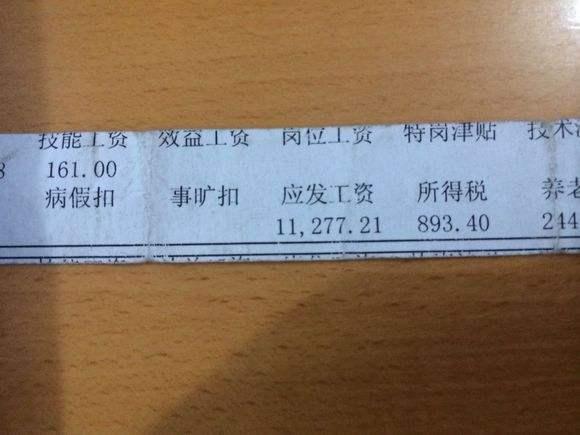 技能工资 效益工资 岗位工资 特岗津贴 技术
8 161.00
病假扣 事旷扣 应发工资 所得税 养老
11,277.21 893.40 244